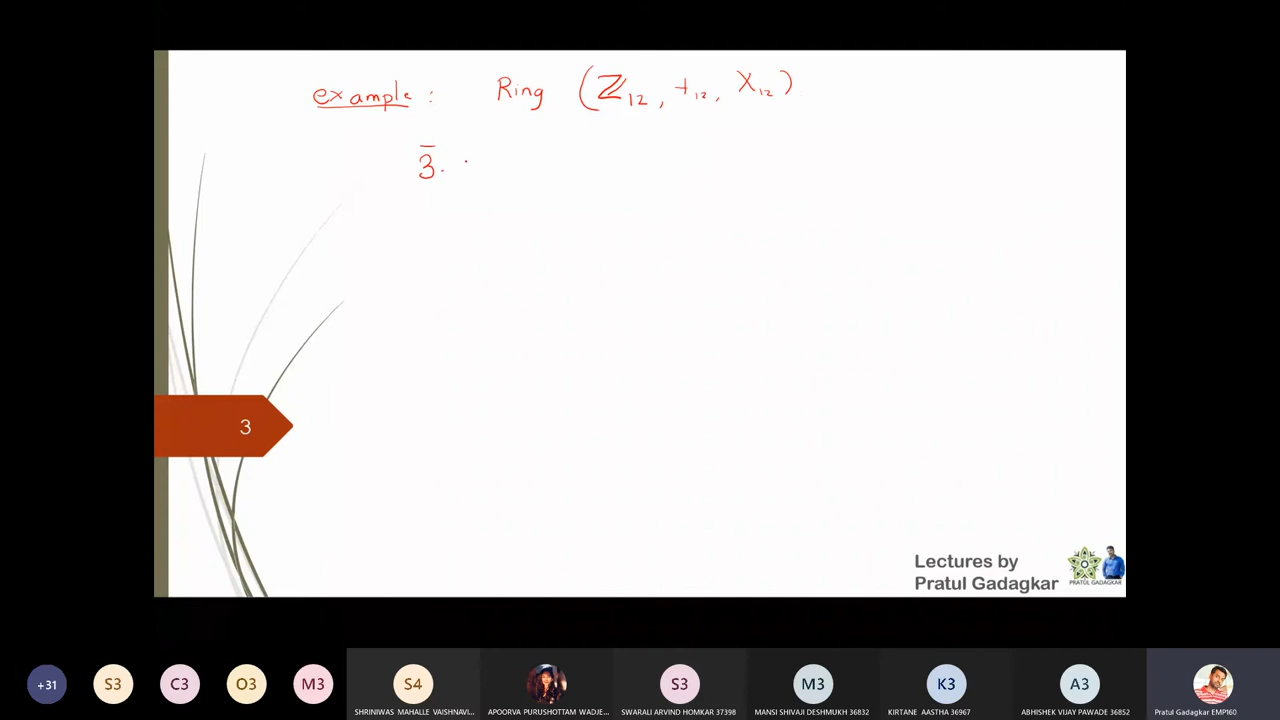 example : Ring (ℤ₁₂, +₁₂, X₁₂)
3̅ .
3
Lectures by
Pratul Gadagkar
PRATUL GADAGKAR
+31
S3
C3
O3
M3
S4
S3
M3
K3
A3
SHRINIWAS MAHALLE VAISHNAVI...
APOORVA PURUSHOTTAM WADJE...
SWARALI ARVIND HOMKAR 37398
MANSI SHIVAJI DESHMUKH 36832
KIRTANE AASTHA 36967
ABHISHEK VIJAY PAWADE 36852
Pratul Gadagkar EMP160